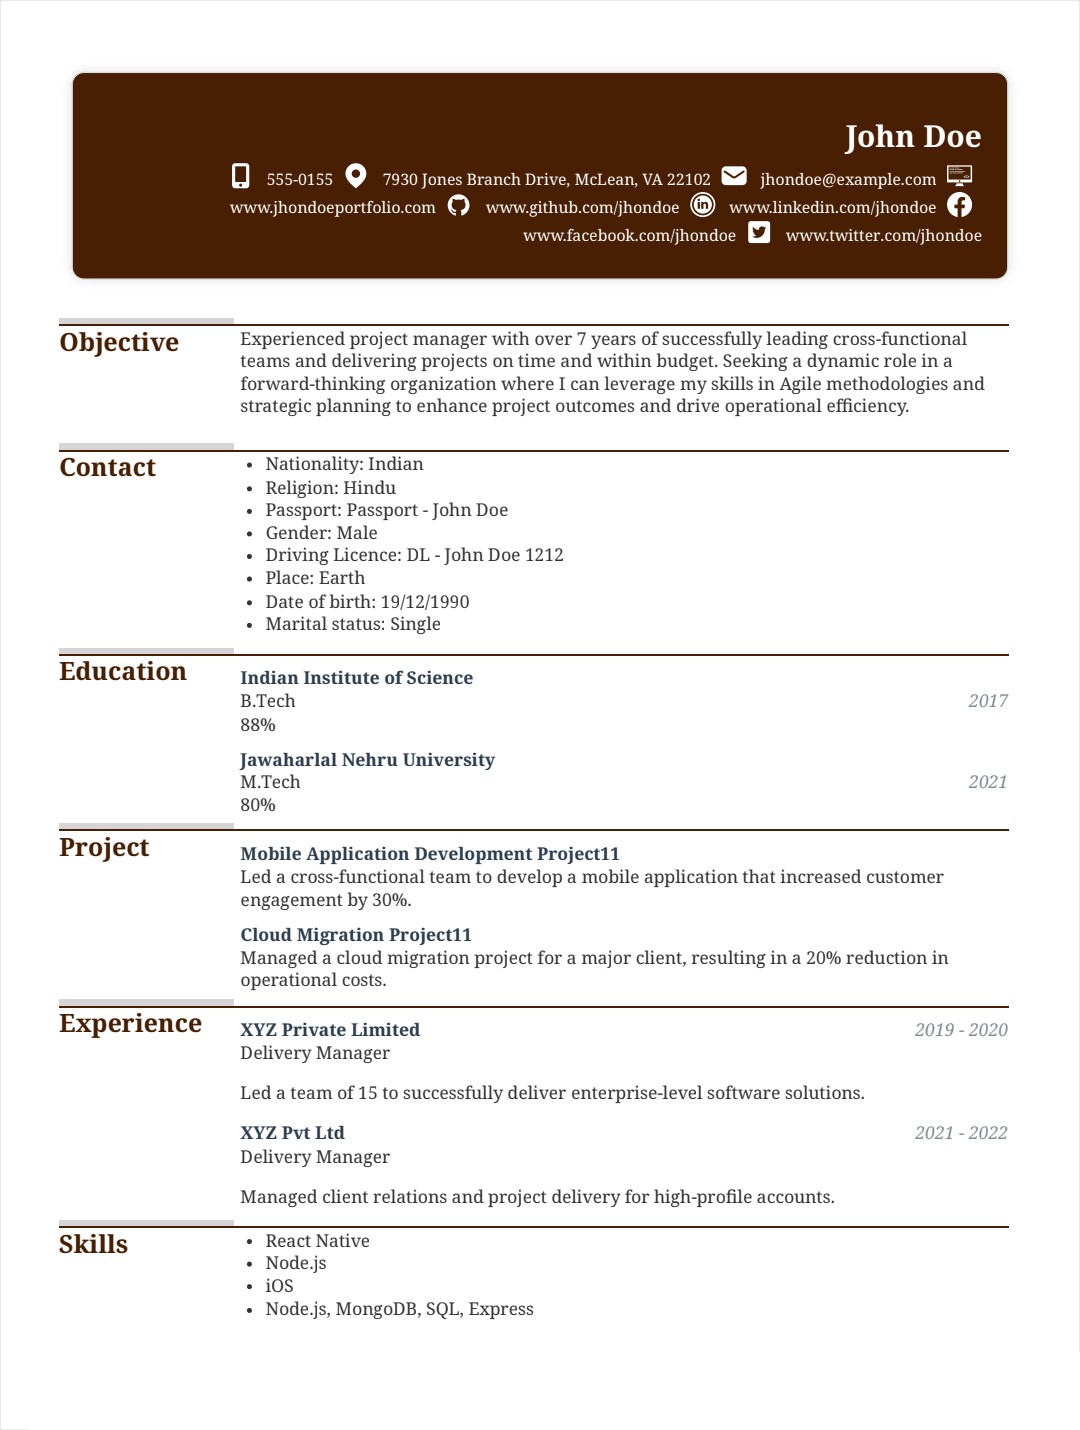 John Doe
555-0155 7930 Jones Branch Drive, McLean, VA 22102 jhondoe@example.com
www.jhondoeportfolio.com www.github.com/jhondoe www.linkedin.com/jhondoe
www.facebook.com/jhondoe www.twitter.com/jhondoe
Objective
Experienced project manager with over 7 years of successfully leading cross-functional
teams and delivering projects on time and within budget. Seeking a dynamic role in a
forward-thinking organization where I can leverage my skills in Agile methodologies and
strategic planning to enhance project outcomes and drive operational efficiency.
Contact
• Nationality: Indian
• Religion: Hindu
• Passport: Passport - John Doe
• Gender: Male
• Driving Licence: DL - John Doe 1212
• Place: Earth
• Date of birth: 19/12/1990
• Marital status: Single
Education
Indian Institute of Science
B.Tech 2017
88%
Jawaharlal Nehru University
M.Tech 2021
80%
Project
Mobile Application Development Project11
Led a cross-functional team to develop a mobile application that increased customer
engagement by 30%.
Cloud Migration Project11
Managed a cloud migration project for a major client, resulting in a 20% reduction in
operational costs.
Experience
XYZ Private Limited 2019 - 2020
Delivery Manager
Led a team of 15 to successfully deliver enterprise-level software solutions.
XYZ Pvt Ltd 2021 - 2022
Delivery Manager
Managed client relations and project delivery for high-profile accounts.
Skills
• React Native
• Node.js
• iOS
• Node.js, MongoDB, SQL, Express